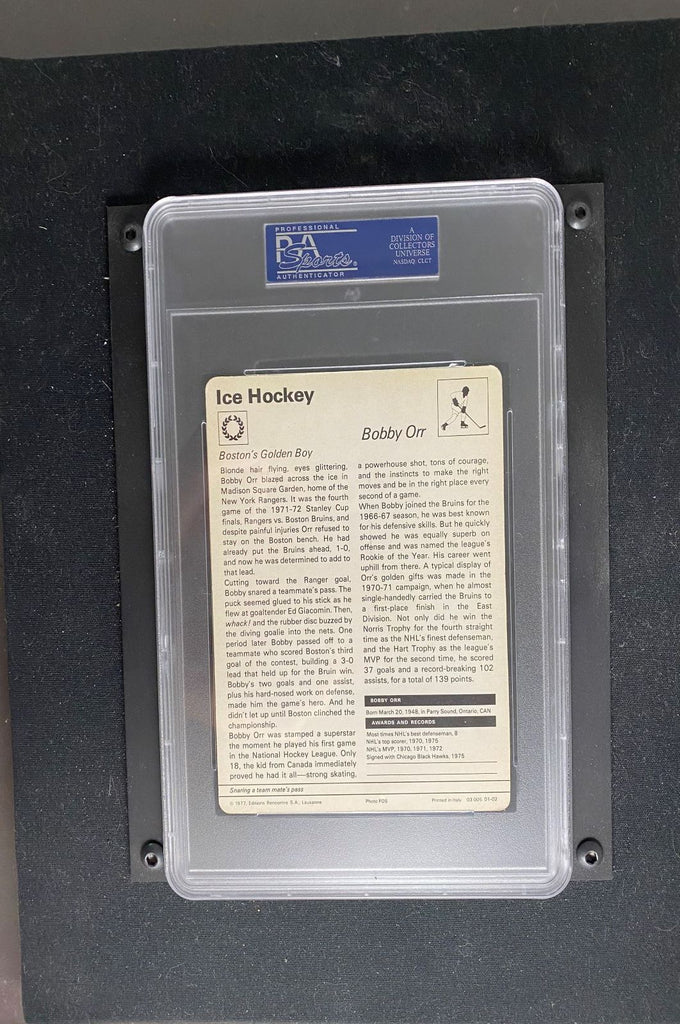 PROFESSIONAL
PSA
Sports®
AUTHENTICATOR
A
DIVISION OF
COLLECTORS
UNIVERSE
NASDAQ: CLCT
Ice Hockey
Bobby Orr
Boston's Golden Boy
Blonde hair flying, eyes glittering,
Bobby Orr blazed across the ice in
Madison Square Garden, home of the
New York Rangers. It was the fourth
game of the 1971-72 Stanley Cup
finals, Rangers vs. Boston Bruins, and
despite painful injuries Orr refused to
stay on the Boston bench. He had
already put the Bruins ahead, 1-0,
and now he was determined to add to
that lead.
Cutting toward the Ranger goal,
Bobby snared a teammate's pass. The
puck seemed glued to his stick as he
flew at goaltender Ed Giacomin. Then,
whack! and the rubber disc buzzed by
the diving goalie into the nets. One
period later Bobby passed off to a
teammate who scored Boston's third
goal of the contest, building a 3-0
lead that held up for the Bruin win.
Bobby's two goals and one assist,
plus his hard-nosed work on defense,
made him the game's hero. And he
didn't let up until Boston clinched the
championship.
Bobby Orr was stamped a superstar
the moment he played his first game
in the National Hockey League. Only
18, the kid from Canada immediately
proved he had it all—strong skating,
a powerhouse shot, tons of courage,
and the instincts to make the right
moves and be in the right place every
second of a game.
When Bobby joined the Bruins for the
1966-67 season, he was best known
for his defensive skills. But he quickly
showed he was equally superb on
offense and was named the league's
Rookie of the Year. His career went
uphill from there. A typical display of
Orr's golden gifts was made in the
1970-71 campaign, when he almost
single-handedly carried the Bruins to
a first-place finish in the East
Division. Not only did he win the
Norris Trophy for the fourth straight
time as the NHL's finest defenseman,
and the Hart Trophy as the league's
MVP for the second time, he scored
37 goals and a record-breaking 102
assists, for a total of 139 points.
BOBBY ORR
Born March 20, 1948, in Parry Sound, Ontario, CAN
AWARDS AND RECORDS
Most times NHL's best defenseman, 8
NHL's top scorer, 1970, 1975
NHL's MVP, 1970, 1971, 1972
Signed with Chicago Black Hawks, 1975
Snaring a team mate's pass
© 1977, Editions Rencontre S.A., Lausanne
Photo FOS
Printed in Italy
03 005 01-02